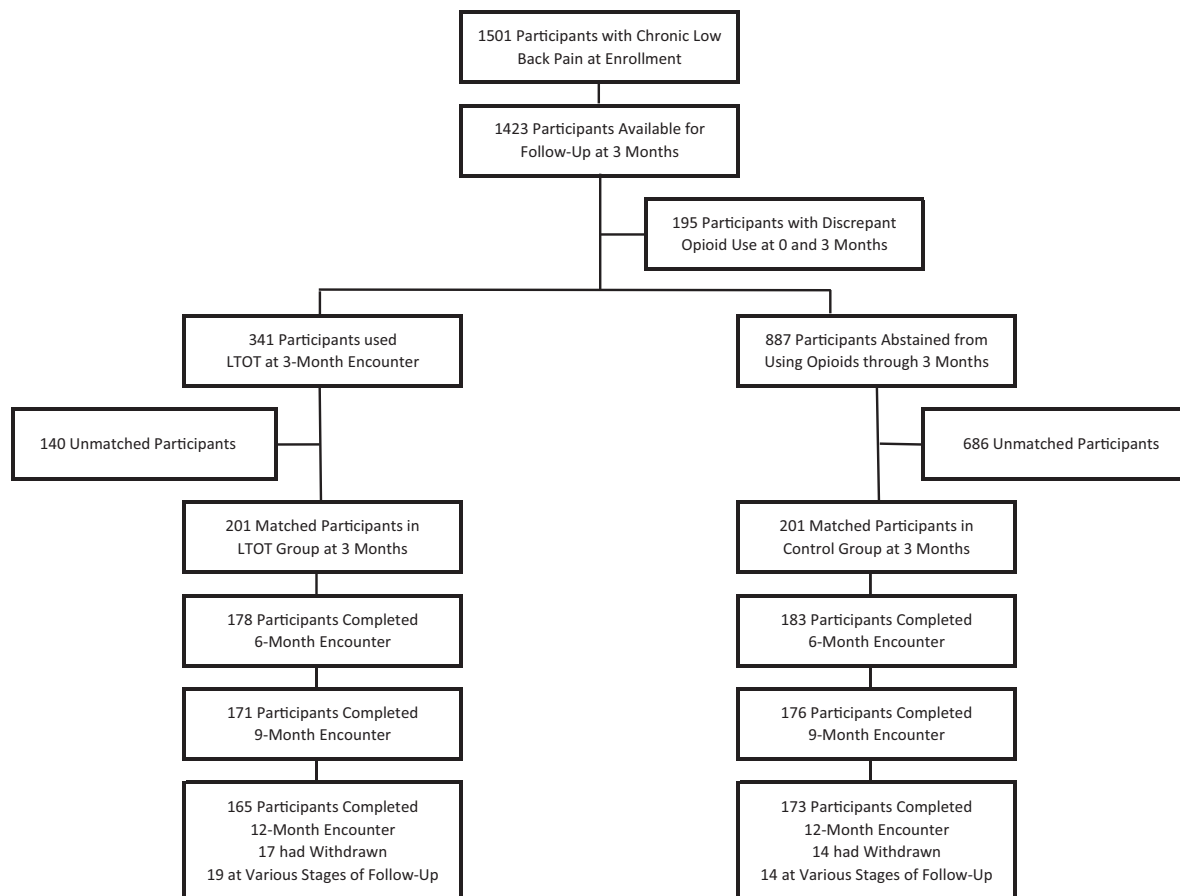 1501 Participants with Chronic Low
Back Pain at Enrollment
1423 Participants Available for
Follow-Up at 3 Months
195 Participants with Discrepant
Opioid Use at 0 and 3 Months
341 Participants used
LTOT at 3-Month Encounter
887 Participants Abstained from
Using Opioids through 3 Months
140 Unmatched Participants
686 Unmatched Participants
201 Matched Participants in
LTOT Group at 3 Months
201 Matched Participants in
Control Group at 3 Months
178 Participants Completed
6-Month Encounter
183 Participants Completed
6-Month Encounter
171 Participants Completed
9-Month Encounter
176 Participants Completed
9-Month Encounter
165 Participants Completed
12-Month Encounter
17 had Withdrawn
19 at Various Stages of Follow-Up
173 Participants Completed
12-Month Encounter
14 had Withdrawn
14 at Various Stages of Follow-Up